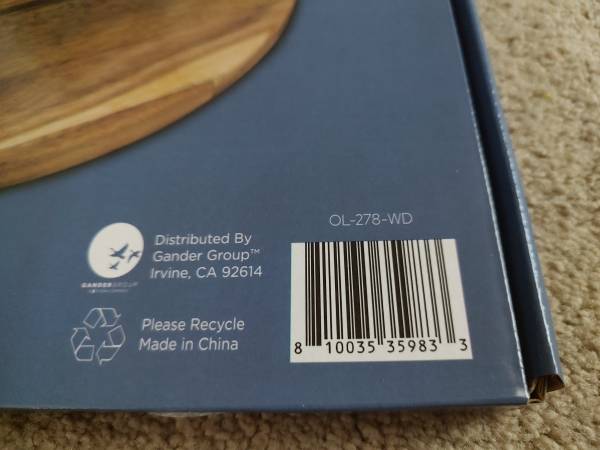 OL-278-WD
Distributed By
Gander Group™
Irvine, CA 92614
GANDERGROUP
Please Recycle
Made in China
8 10035 35983 3